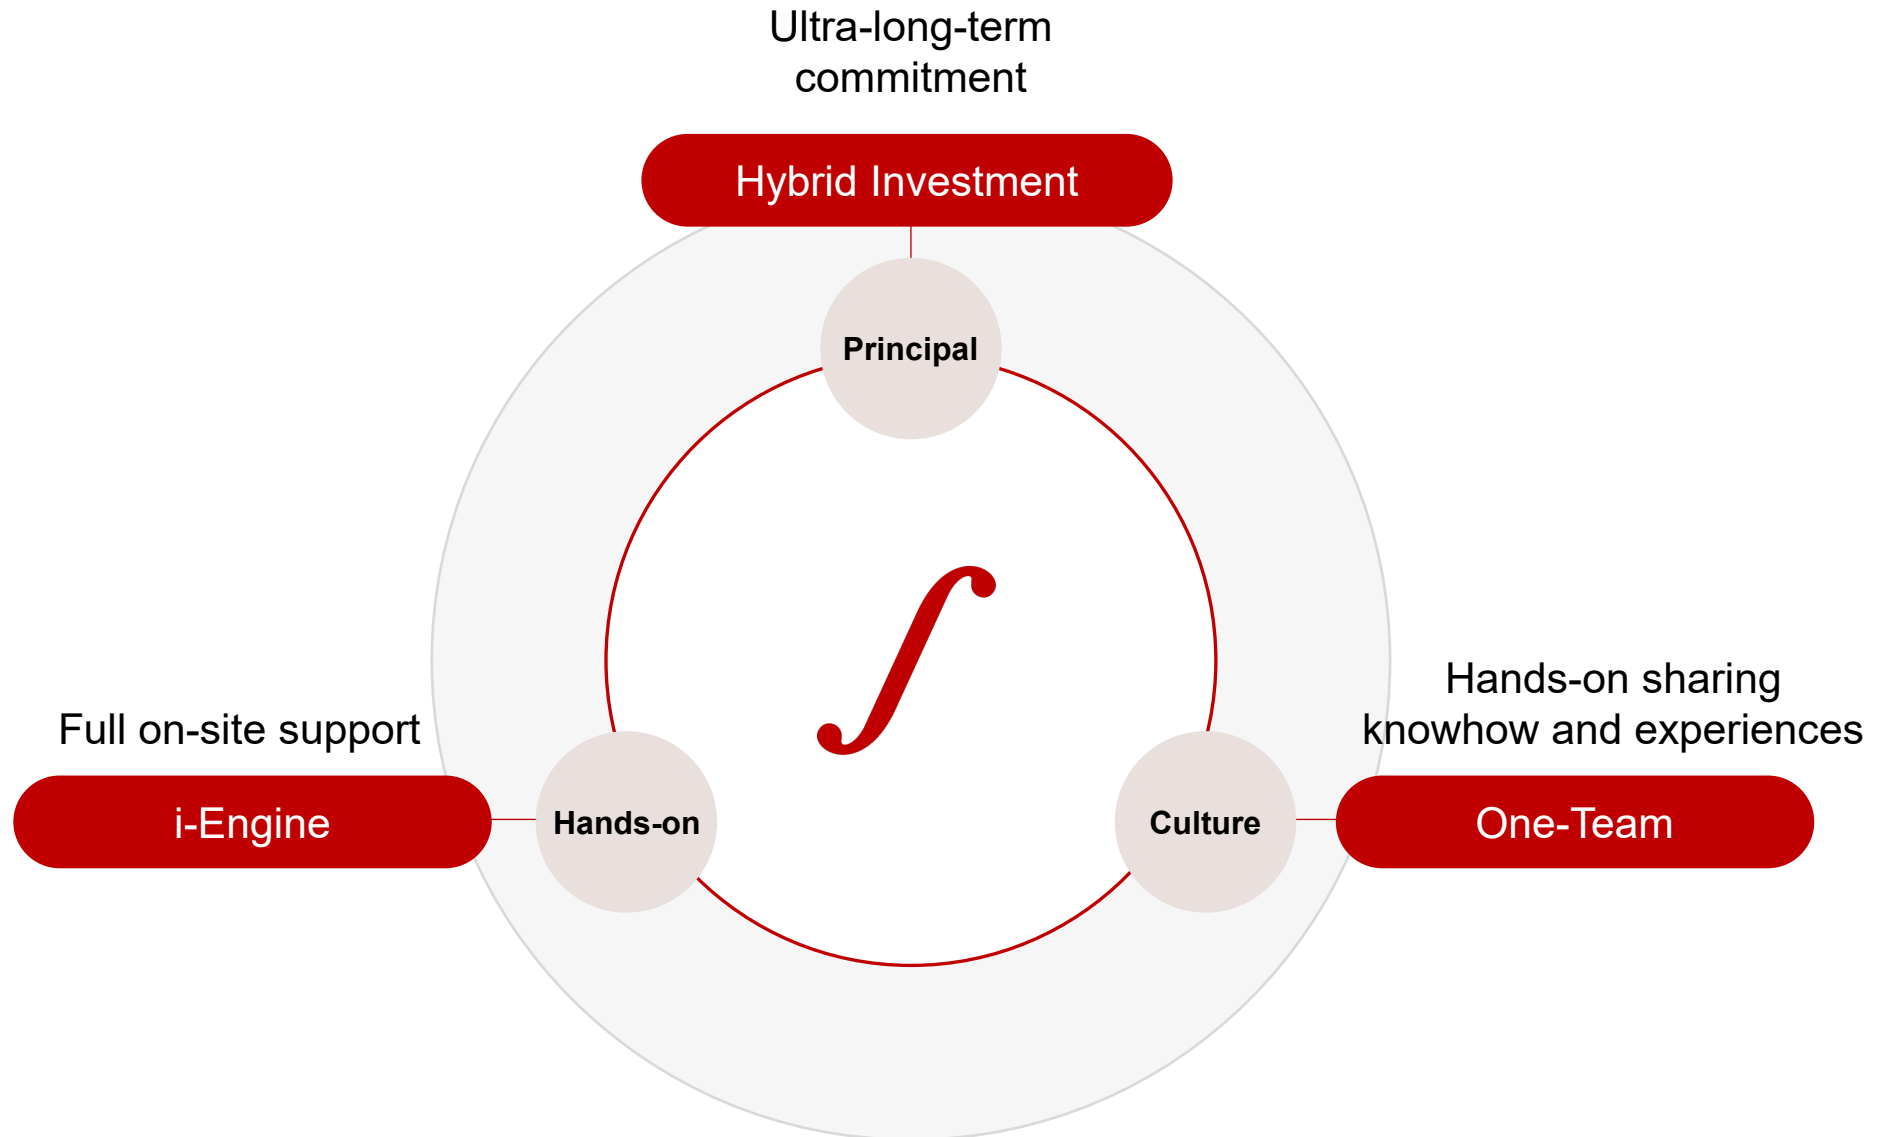 Ultra-long-term
commitment
Hybrid Investment
Principal
Full on-site support
i-Engine
Hands-on
Hands-on sharing
knowhow and experiences
Culture
One-Team